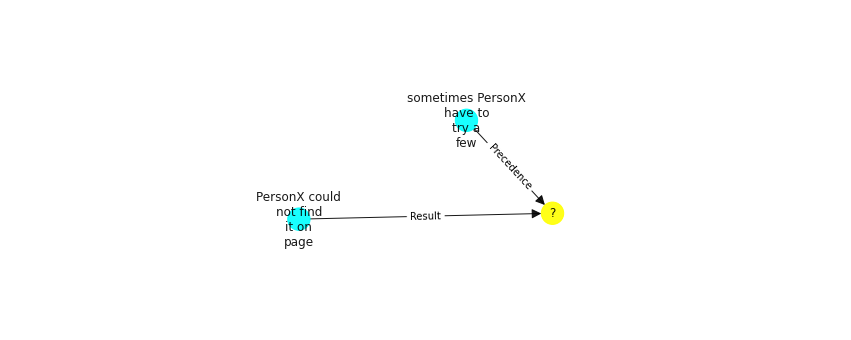 sometimes PersonX
have to
try a
few
Precedence
PersonX could
not find
it on
page
Result
?